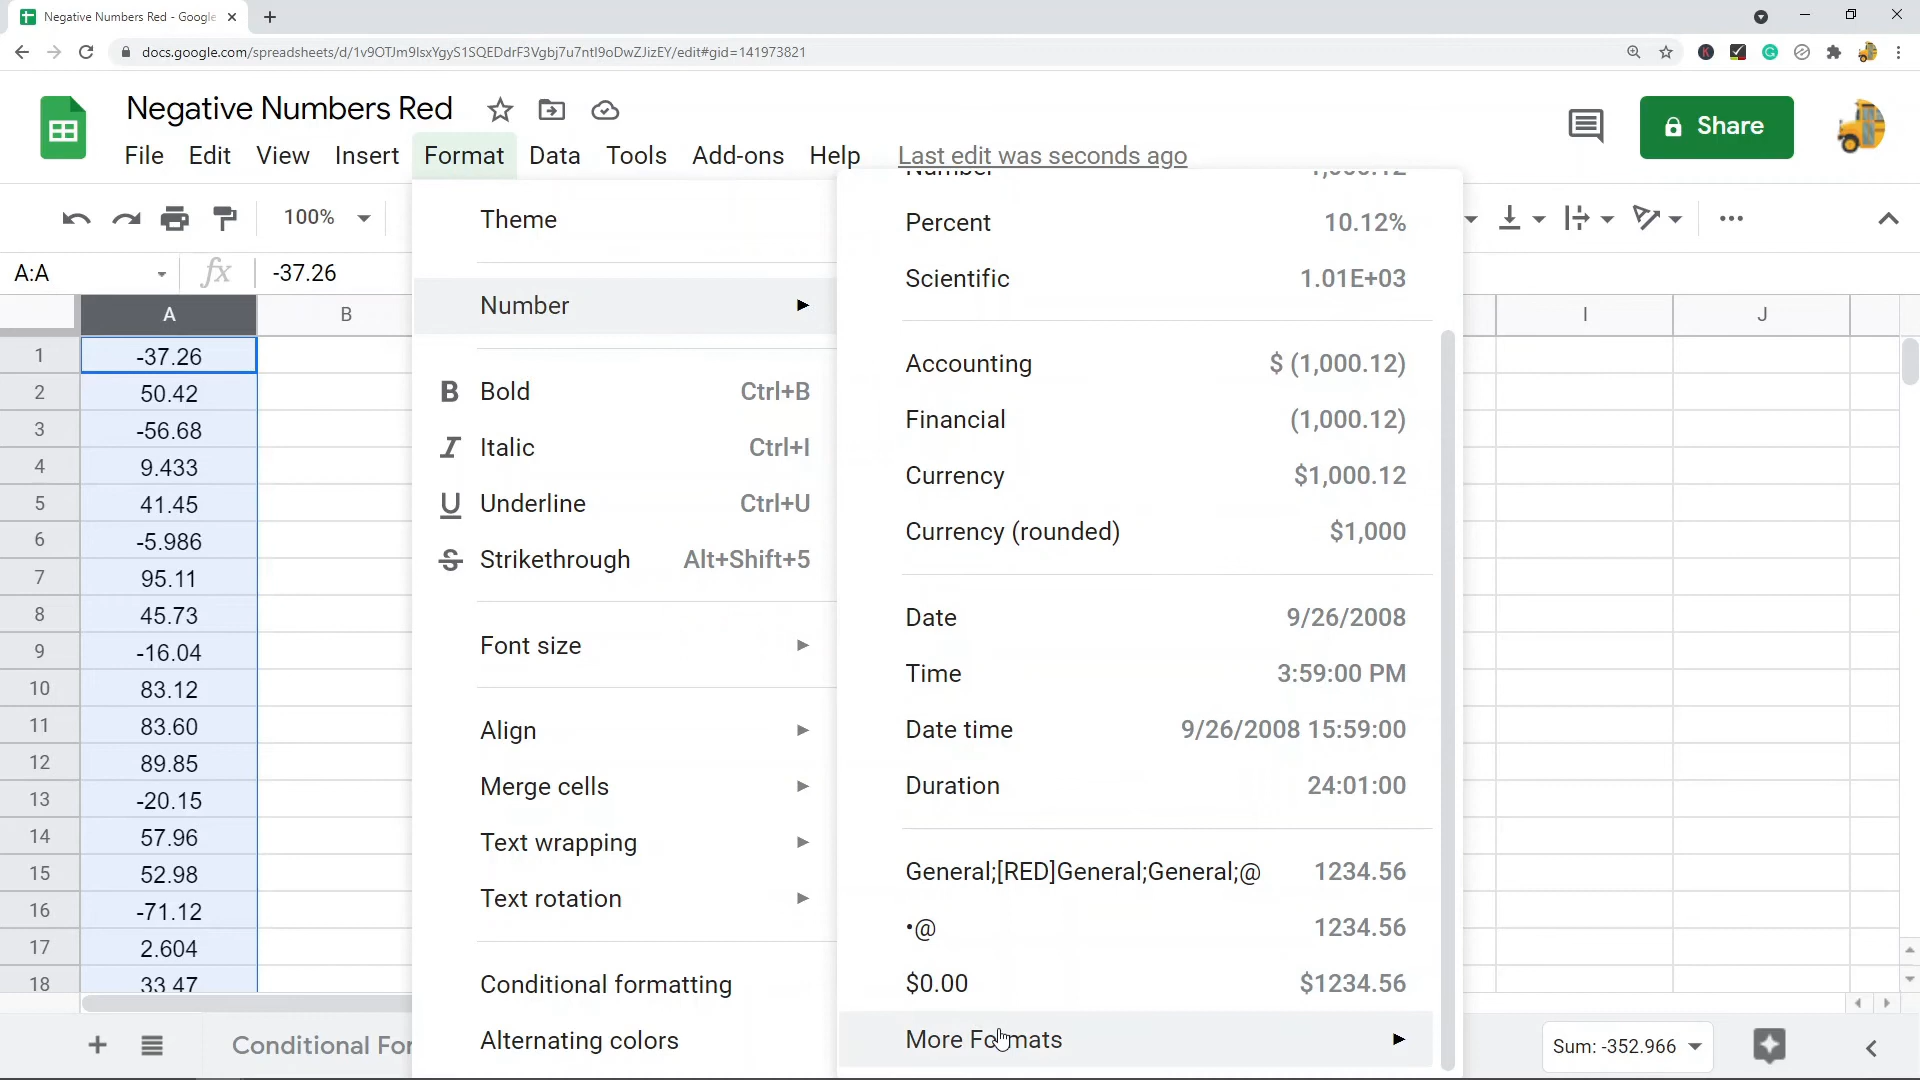 Negative Numbers Red - Google
docs.google.com/spreadsheets/d/1v9OTJm9IsxYgyS1SQEDdrF3Vgbj7u7ntI9oDwZJizEY/edit#gid=141973821
Negative Numbers Red
Share
File Edit View Insert Format Data Tools Add-ons Help Last edit was seconds ago
100%
A:A fx -37.26
A B I J
1 -37.26
2 50.42
3 -56.68
4 9.433
5 41.45
6 -5.986
7 95.11
8 45.73
9 -16.04
10 83.12
11 83.60
12 89.85
13 -20.15
14 57.96
15 52.98
16 -71.12
17 2.604
18 33.47
Theme
Number
B Bold Ctrl+B
I Italic Ctrl+I
U Underline Ctrl+U
S Strikethrough Alt+Shift+5
Font size
Align
Merge cells
Text wrapping
Text rotation
Conditional formatting
Alternating colors
Number 1,000.12
Percent 10.12%
Scientific 1.01E+03
Accounting $ (1,000.12)
Financial (1,000.12)
Currency $1,000.12
Currency (rounded) $1,000
Date 9/26/2008
Time 3:59:00 PM
Date time 9/26/2008 15:59:00
Duration 24:01:00
General;[RED]General;General;@ 1234.56
•@ 1234.56
$0.00 $1234.56
More Formats
Conditional For
Sum: -352.966